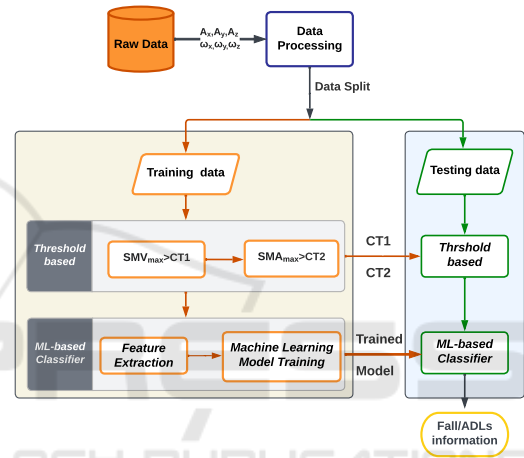 Raw Data
Ax,Ay,Az
ωx,ωy,ωz
Data
Processing
Data Split
Training data
Testing data
Threshold
based
SMVmax>CT1
SMAmax>CT2
CT1
CT2
Thrshold
based
ML-based
Classifier
Feature
Extraction
Machine Learning
Model Training
Trained
Model
ML-based
Classifier
Fall/ADLs
information